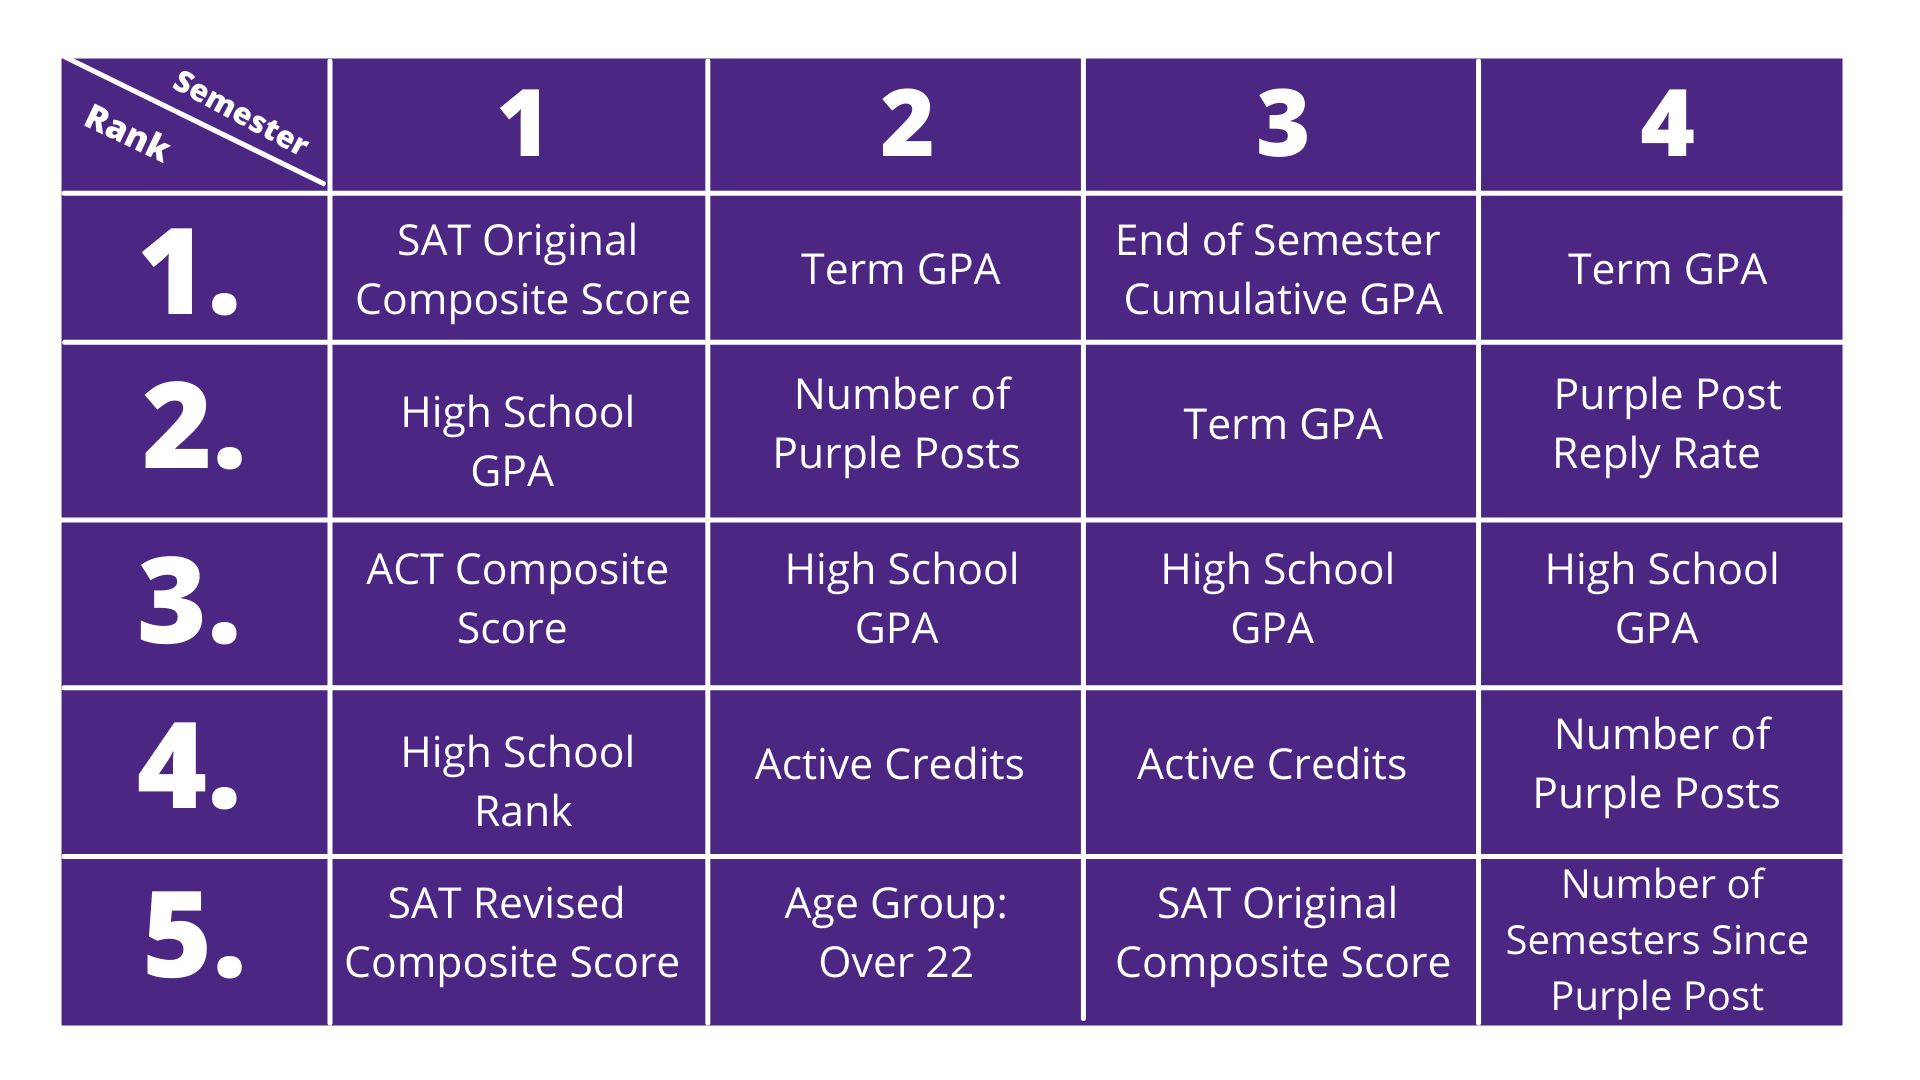 Semester
Rank
1
2
3
4
1.
SAT Original
Composite Score
Term GPA
End of Semester
Cumulative GPA
Term GPA
2.
High School
GPA
Number of
Purple Posts
Term GPA
Purple Post
Reply Rate
3.
ACT Composite
Score
High School
GPA
High School
GPA
High School
GPA
4.
High School
Rank
Active Credits
Active Credits
Number of
Purple Posts
5.
SAT Revised
Composite Score
Age Group:
Over 22
SAT Original
Composite Score
Number of
Semesters Since
Purple Post